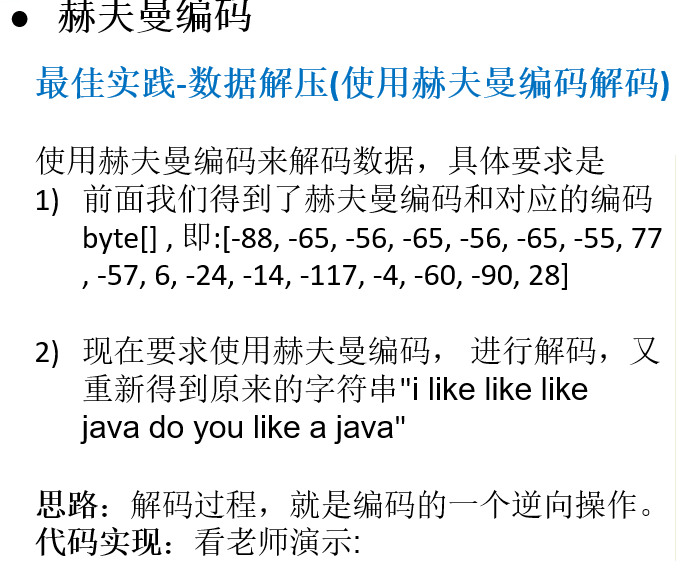 ● 赫夫曼编码
最佳实践-数据解压(使用赫夫曼编码解码)
使用赫夫曼编码来解码数据，具体要求是
1) 前面我们得到了赫夫曼编码和对应的编码
byte[] , 即:[-88, -65, -56, -65, -56, -65, -55, 77
, -57, 6, -24, -14, -117, -4, -60, -90, 28]
2) 现在要求使用赫夫曼编码， 进行解码，又
重新得到原来的字符串"i like like like
java do you like a java"
思路：解码过程，就是编码的一个逆向操作。
代码实现：看老师演示: